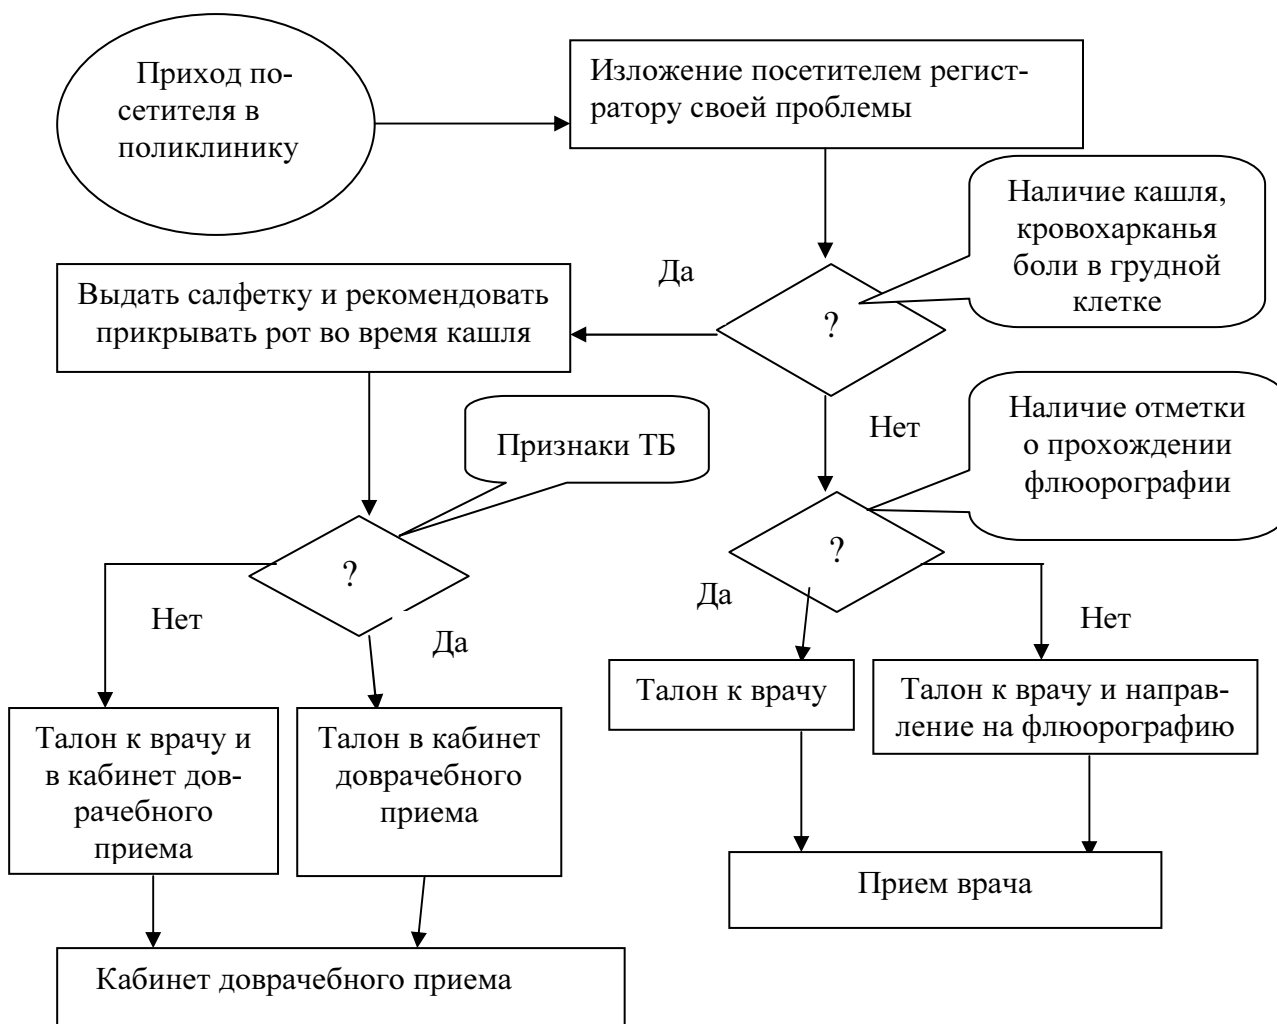 Приход по-
сетителя в
поликлинику
Изложение посетителем регист-
ратору своей проблемы
Наличие кашля,
кровохарканья
боли в грудной
клетке
Да
Выдать салфетку и рекомендовать
прикрывать рот во время кашля
?
Нет
Наличие отметки
о прохождении
флюорографии
Признаки ТБ
?
?
Да
Нет
Нет
Да
Талон к врачу
Талон к врачу и направ-
ление на флюорографию
Талон к врачу и
в кабинет дов-
рачебного
приема
Талон в кабинет
доврачебного
приема
Прием врача
Кабинет доврачебного приема